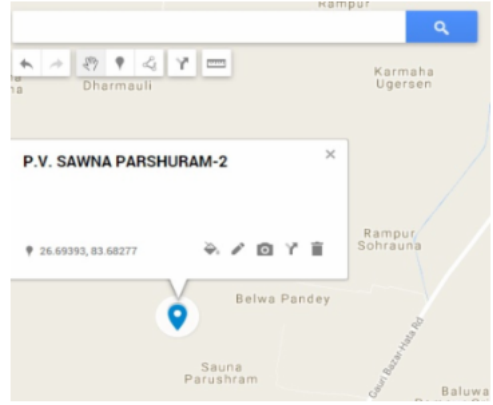 Rampur
Dharmauli
Karmaha
Ugersen
P.V. SAWNA PARSHURAM-2
26.69393, 83.68277
Rampur
Sohrauna
Belwa Pandey
Sauna
Parushram
Gauri Bazar-Hata Rd
Baluwa